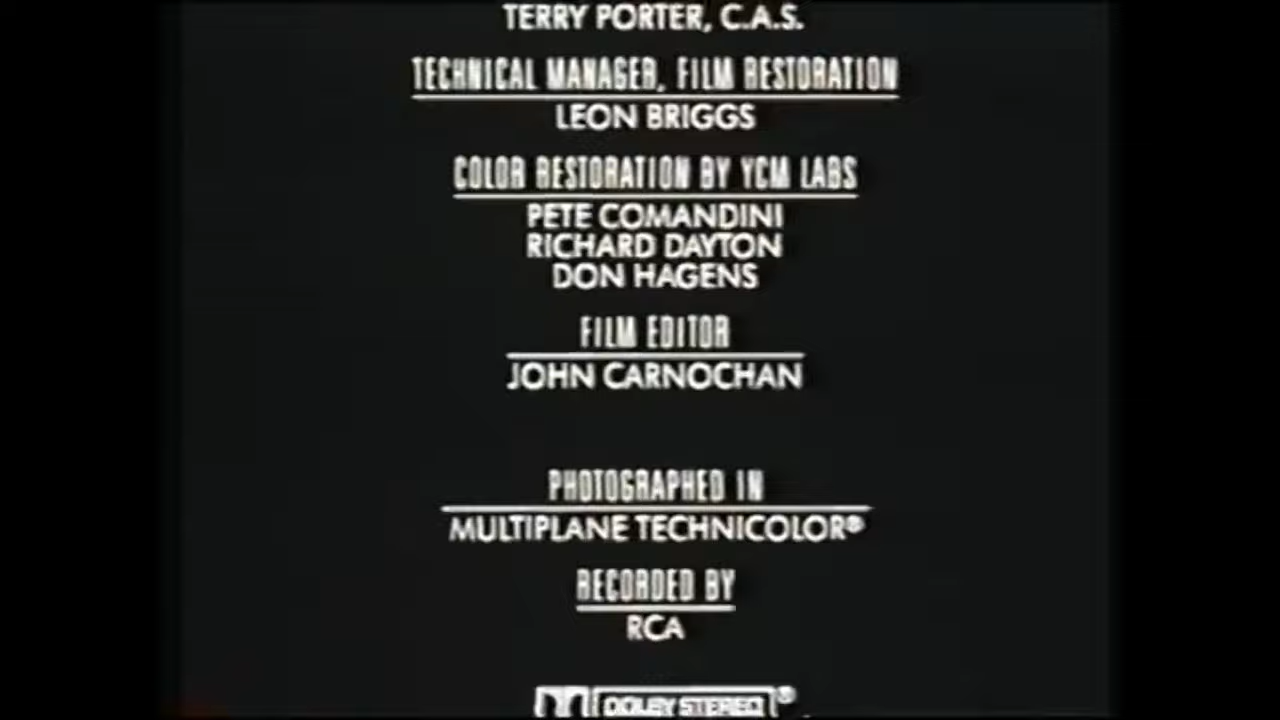 TERRY PORTER, C.A.S.
TECHNICAL MANAGER, FILM RESTORATION
LEON BRIGGS
COLOR RESTORATION BY YCM LABS
PETE COMANDINI
RICHARD DAYTON
DON HAGENS
FILM EDITOR
JOHN CARNOCHAN
PHOTOGRAPHED IN
MULTIPLANE TECHNICOLOR®
RECORDED BY
RCA
DOLBY STEREO®